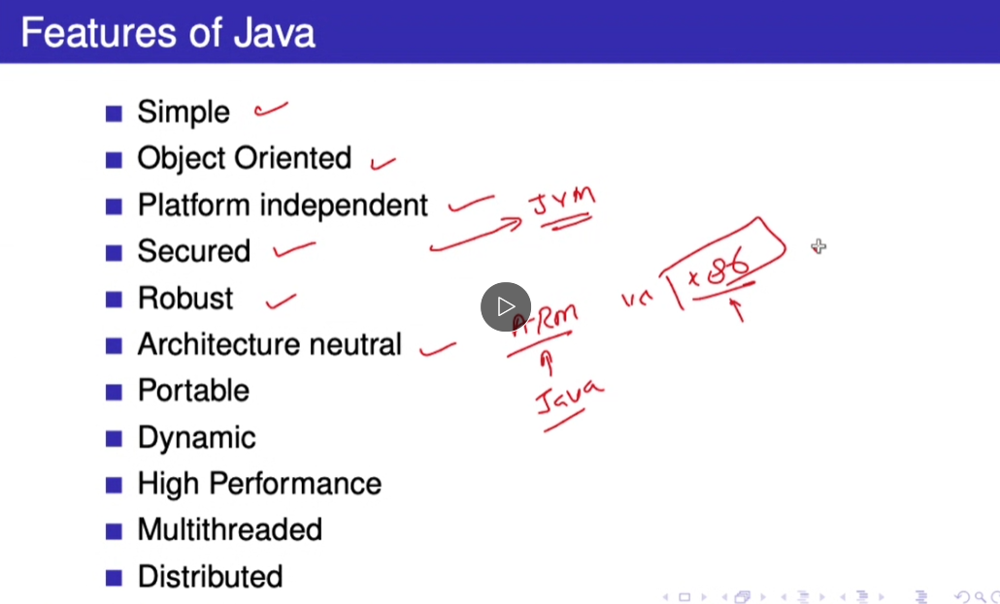 Features of Java
Simple
Object Oriented
Platform independent
JVM
Secured
Robust
x86
ARM
Architecture neutral
Java
Portable
Dynamic
High Performance
Multithreaded
Distributed